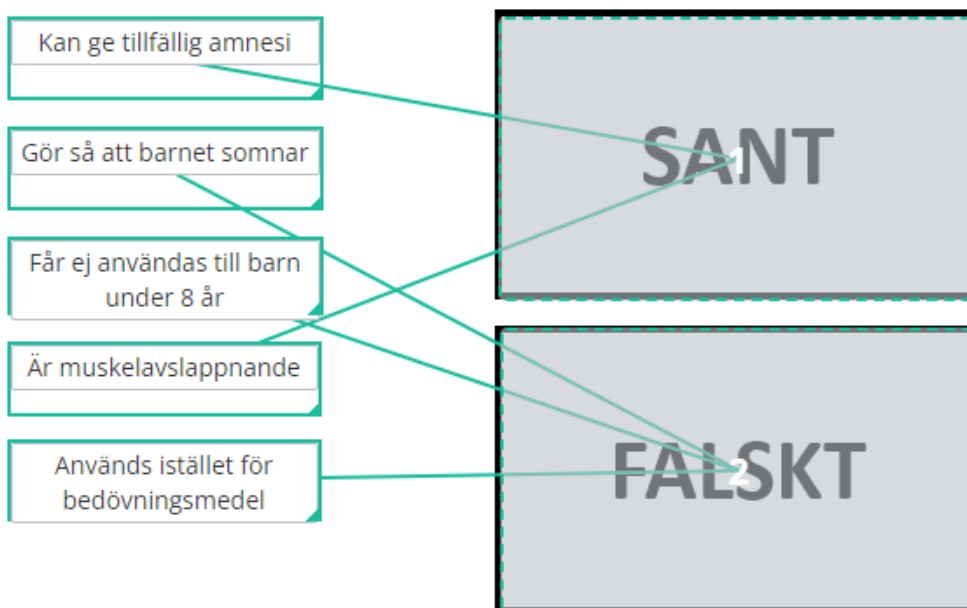 Kan ge tillfällig amnesi
Gör så att barnet somnar
Får ej användas till barn
under 8 år
Är muskelavslappnande
Används istället för
bedövningsmedel
SANT
1
FALSKT
2